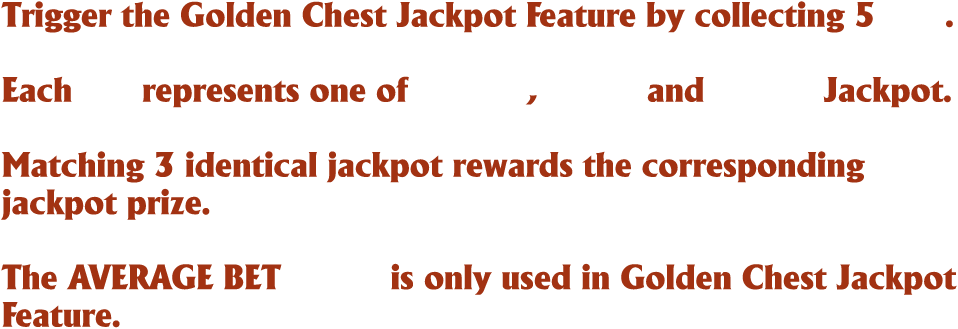 Trigger the Golden Chest Jackpot Feature by collecting 5 .
Each represents one of , and Jackpot.
Matching 3 identical jackpot rewards the corresponding
jackpot prize.
The AVERAGE BET is only used in Golden Chest Jackpot
Feature.